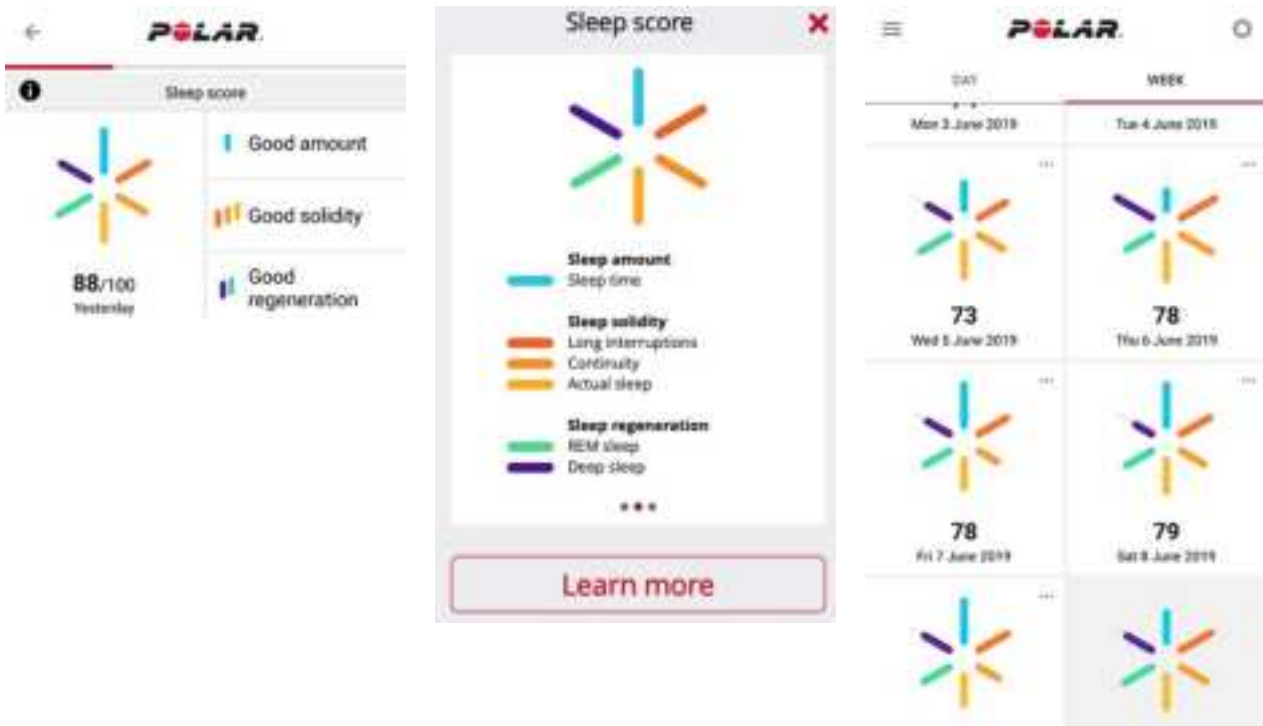 POLAR
Sleep score
88/100
Yesterday
Good amount
Good solidity
Good
regeneration
Sleep score
Sleep amount
Sleep time
Sleep solidity
Long interruptions
Continuity
Actual sleep
Sleep regeneration
REM sleep
Deep sleep
Learn more
POLAR
DAY WEEK
Mon 3 June 2019 Tue 4 June 2019
73 78
Wed 5 June 2019 Thu 6 June 2019
78 79
Fri 7 June 2019 Sat 8 June 2019